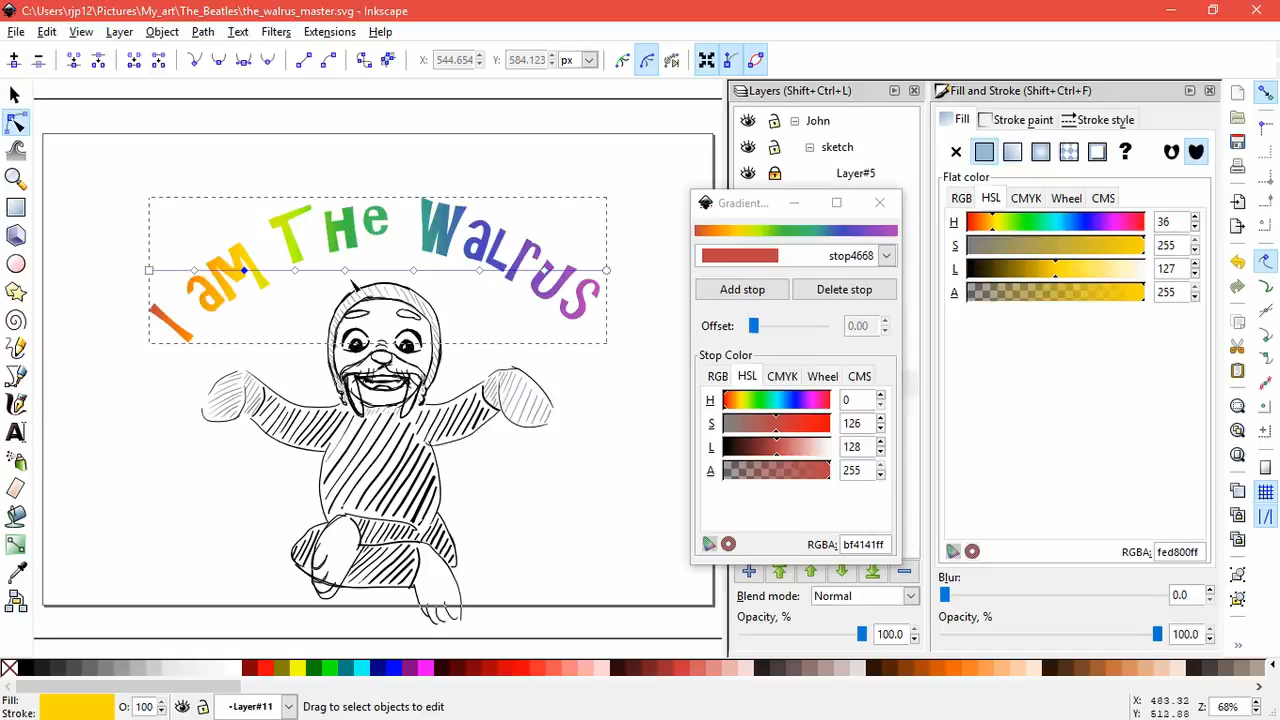 C:\Users\rjp12\Pictures\My_art\The_Beatles\the_walrus_master.svg - Inkscape
File Edit View Layer Object Path Text Filters Extensions Help
X: 544.654 Y: 584.123 px
Layers (Shift+Ctrl+L)
John
sketch
Layer#5
Fill and Stroke (Shift+Ctrl+F)
Fill Stroke paint Stroke style
?
Flat color
RGB HSL CMYK Wheel CMS
H 36
S 255
L 127
A 255
RGBA: fed800ff
Blur:
0.0
Opacity, %
100.0
Gradient...
stop4668
Add stop Delete stop
Offset: 0.00
Stop Color
RGB HSL CMYK Wheel CMS
H 0
S 126
L 128
A 255
RGBA: bf4141ff
Blend mode: Normal
Opacity, %
100.0
I aM The Walrus
Fill:
Stroke:
O: 100
•Layer#11
Drag to select objects to edit
X: 483.32
Y: 512.88
Z: 68%